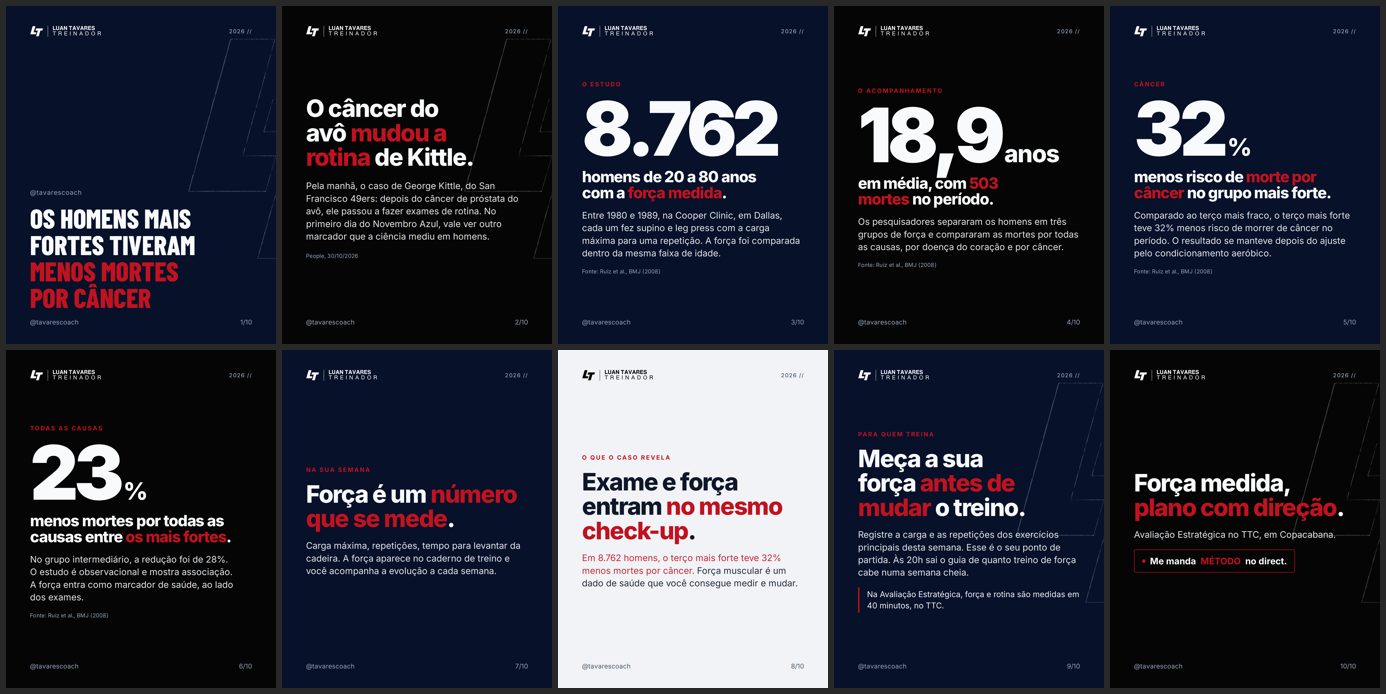 LT LUAN TAVARES
TREINADOR
2026 //
@tavarescoach
OS HOMENS MAIS
FORTES TIVERAM
MENOS MORTES
POR CÂNCER
@tavarescoach
1/10
LT LUAN TAVARES
TREINADOR
2026 //
O câncer do
avô mudou a
rotina de Kittle.
Pela manhã, o caso de George Kittle, do San
Francisco 49ers: depois do câncer de próstata do
avô, ele passou a fazer exames de rotina. No
primeiro dia do Novembro Azul, vale ver outro
marcador que a ciência mediu em homens.
People, 30/10/2026
@tavarescoach
2/10
LT LUAN TAVARES
TREINADOR
2026 //
O ESTUDO
8.762
homens de 20 a 80 anos
com a força medida.
Entre 1980 e 1989, na Cooper Clinic, em Dallas,
cada um fez supino e leg press com a carga
máxima para uma repetição. A força foi comparada
dentro da mesma faixa de idade.
Fonte: Ruiz et al., BMJ (2008)
@tavarescoach
3/10
LT LUAN TAVARES
TREINADOR
2026 //
O ACOMPANHAMENTO
18,9 anos
em média, com 503
mortes no período.
Os pesquisadores separaram os homens em três
grupos de força e compararam as mortes por todas
as causas, por doença do coração e por câncer.
Fonte: Ruiz et al., BMJ (2008)
@tavarescoach
4/10
LT LUAN TAVARES
TREINADOR
2026 //
CÂNCER
32%
menos risco de morte por
câncer no grupo mais forte.
Comparado ao terço mais fraco, o terço mais forte
teve 32% menos risco de morrer de câncer no
período. O resultado se manteve depois do ajuste
pelo condicionamento aeróbico.
Fonte: Ruiz et al., BMJ (2008)
@tavarescoach
5/10
LT LUAN TAVARES
TREINADOR
2026 //
TODAS AS CAUSAS
23%
menos mortes por todas as
causas entre os mais fortes.
No grupo intermediário, a redução foi de 28%.
O estudo é observacional e mostra associação.
A força entra como marcador de saúde, ao lado
dos exames.
Fonte: Ruiz et al., BMJ (2008)
@tavarescoach
6/10
LT LUAN TAVARES
TREINADOR
2026 //
NA SUA SEMANA
Força é um número
que se mede.
Carga máxima, repetições, tempo para levantar da
cadeira. A força aparece no caderno de treino e
você acompanha a evolução a cada semana.
@tavarescoach
7/10
LT LUAN TAVARES
TREINADOR
2026 //
O QUE O CASO REVELA
Exame e força
entram no mesmo
check-up.
Em 8.762 homens, o terço mais forte teve 32%
menos mortes por câncer. Força muscular é um
dado de saúde que você consegue medir e mudar.
@tavarescoach
8/10
LT LUAN TAVARES
TREINADOR
2026 //
PARA QUEM TREINA
Meça a sua
força antes de
mudar o treino.
Registre a carga e as repetições dos exercícios
principais desta semana. Esse é o seu ponto de
partida. Às 20h sai o guia de quanto treino de força
cabe numa semana cheia.
Na Avaliação Estratégica, força e rotina são medidas em
40 minutos, no TTC.
@tavarescoach
9/10
LT LUAN TAVARES
TREINADOR
2026 //
Força medida,
plano com direção.
Avaliação Estratégica no TTC, em Copacabana.
• Me manda MÉTODO no direct.
@tavarescoach
10/10